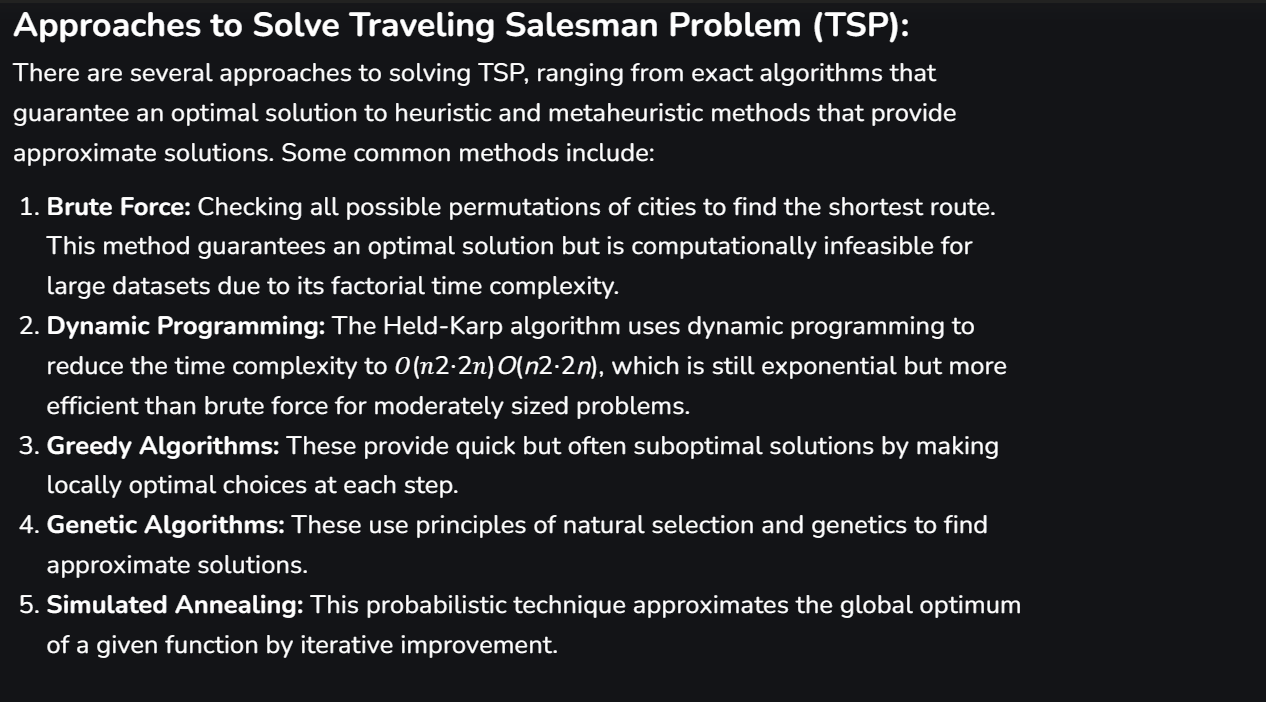 Approaches to Solve Traveling Salesman Problem (TSP):
There are several approaches to solving TSP, ranging from exact algorithms that
guarantee an optimal solution to heuristic and metaheuristic methods that provide
approximate solutions. Some common methods include:
1. Brute Force: Checking all possible permutations of cities to find the shortest route.
This method guarantees an optimal solution but is computationally infeasible for
large datasets due to its factorial time complexity.
2. Dynamic Programming: The Held-Karp algorithm uses dynamic programming to
reduce the time complexity to O(n2⋅2n)O(n2⋅2n), which is still exponential but more
efficient than brute force for moderately sized problems.
3. Greedy Algorithms: These provide quick but often suboptimal solutions by making
locally optimal choices at each step.
4. Genetic Algorithms: These use principles of natural selection and genetics to find
approximate solutions.
5. Simulated Annealing: This probabilistic technique approximates the global optimum
of a given function by iterative improvement.